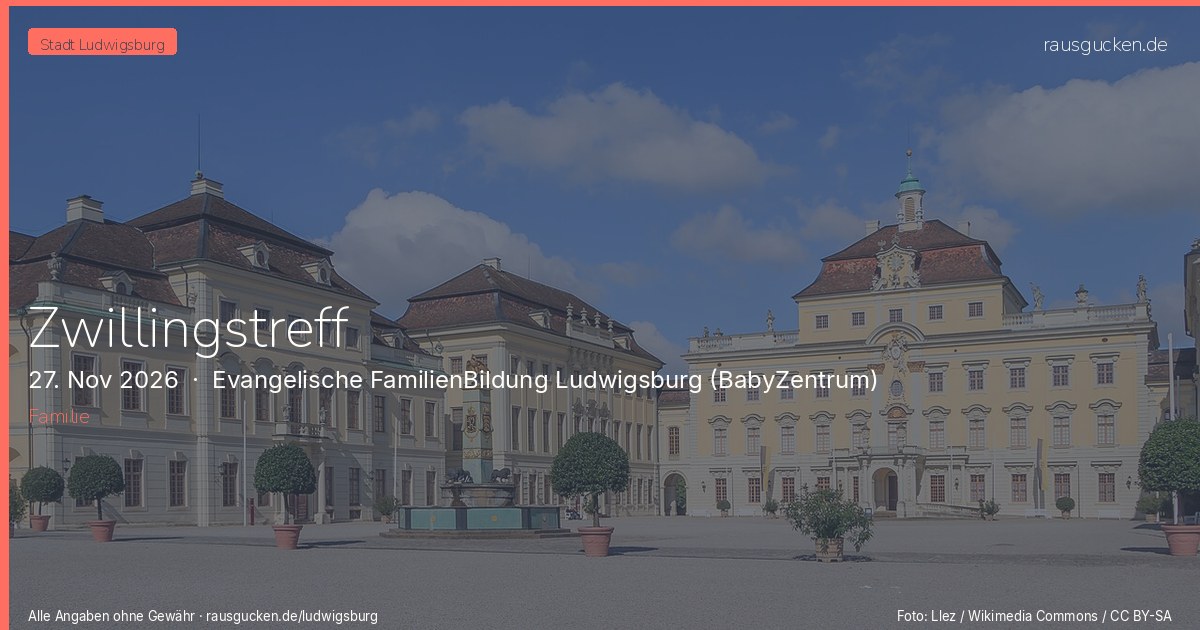 Stadt Ludwigsburg
rausgucken.de
Zwillingstreff
27. Nov 2026 · Evangelische FamilienBildung Ludwigsburg (BabyZentrum)
Familie
Alle Angaben ohne Gewähr · rausgucken.de/ludwigsburg
Foto: Llez / Wikimedia Commons / CC BY-SA